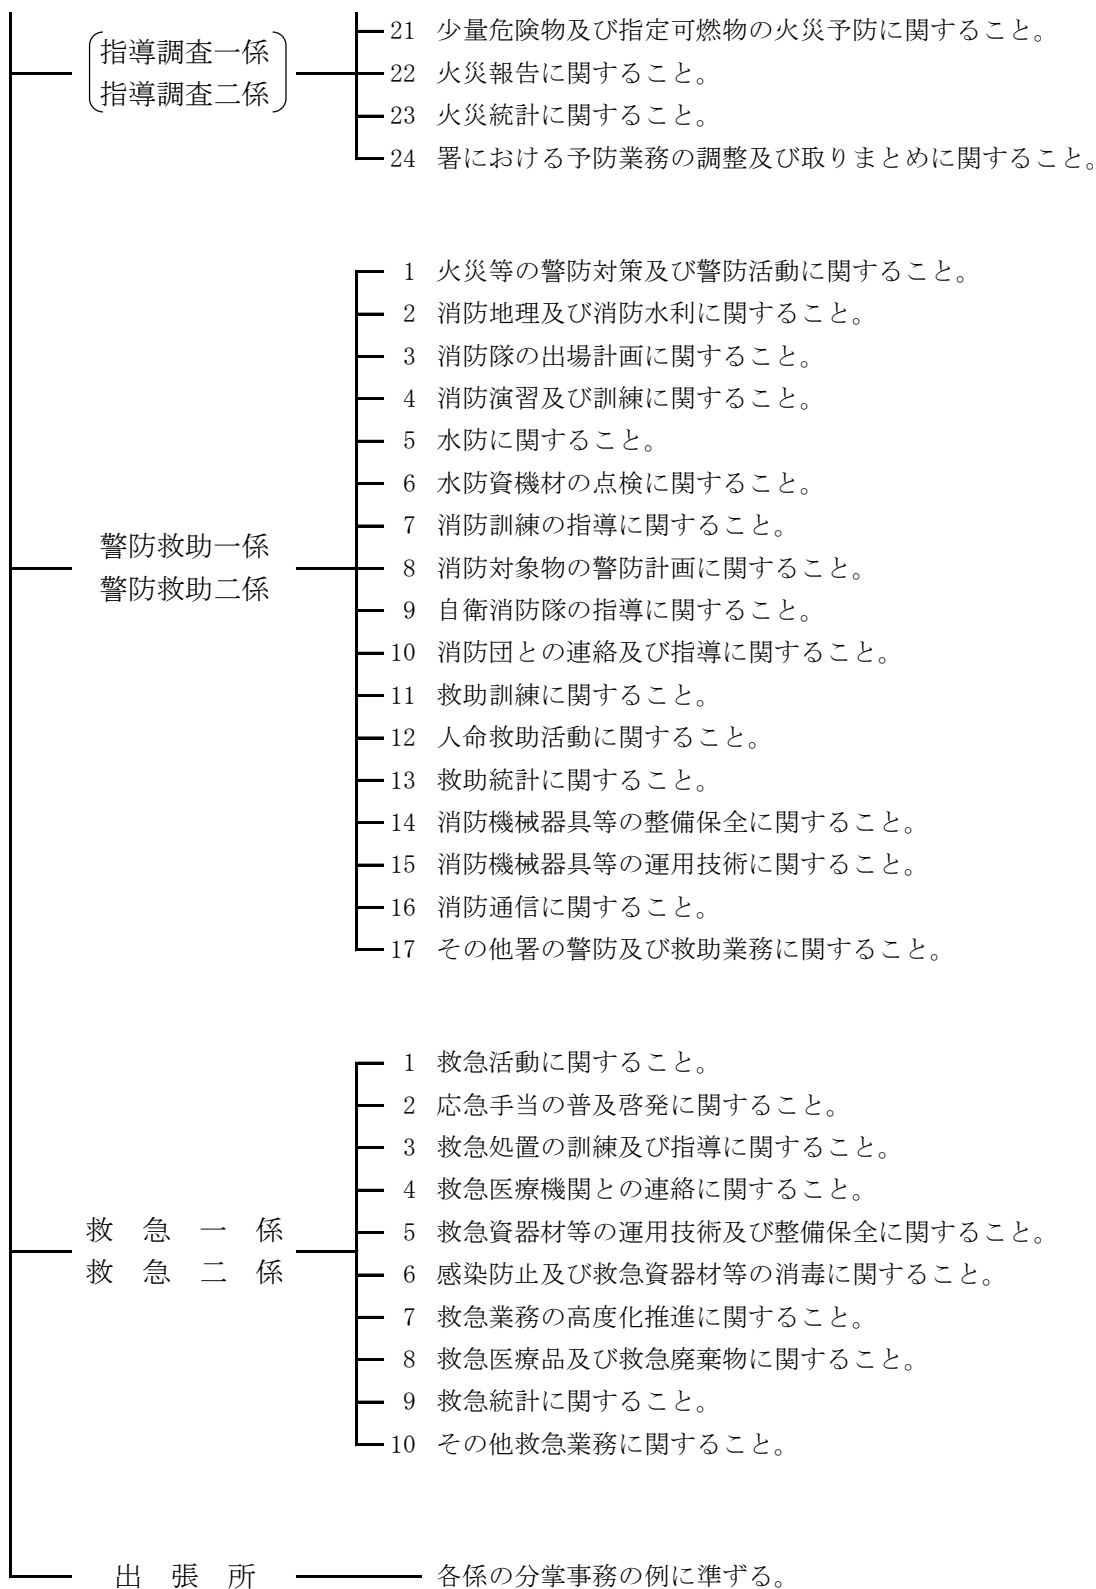 指導調査一係
指導調査二係
21 少量危険物及び指定可燃物の火災予防に関すること。
22 火災報告に関すること。
23 火災統計に関すること。
24 署における予防業務の調整及び取りまとめに関すること。
警防救助一係
警防救助二係
1 火災等の警防対策及び警防活動に関すること。
2 消防地理及び消防水利に関すること。
3 消防隊の出場計画に関すること。
4 消防演習及び訓練に関すること。
5 水防に関すること。
6 水防資機材の点検に関すること。
7 消防訓練の指導に関すること。
8 消防対象物の警防計画に関すること。
9 自衛消防隊の指導に関すること。
10 消防団との連絡及び指導に関すること。
11 救助訓練に関すること。
12 人命救助活動に関すること。
13 救助統計に関すること。
14 消防機械器具等の整備保全に関すること。
15 消防機械器具等の運用技術に関すること。
16 消防通信に関すること。
17 その他署の警防及び救助業務に関すること。
救急一係
救急二係
1 救急活動に関すること。
2 応急手当の普及啓発に関すること。
3 救急処置の訓練及び指導に関すること。
4 救急医療機関との連絡に関すること。
5 救急資器材等の運用技術及び整備保全に関すること。
6 感染防止及び救急資器材等の消毒に関すること。
7 救急業務の高度化推進に関すること。
8 救急医療品及び救急廃棄物に関すること。
9 救急統計に関すること。
10 その他救急業務に関すること。
出張所 各係の分掌事務の例に準ずる。